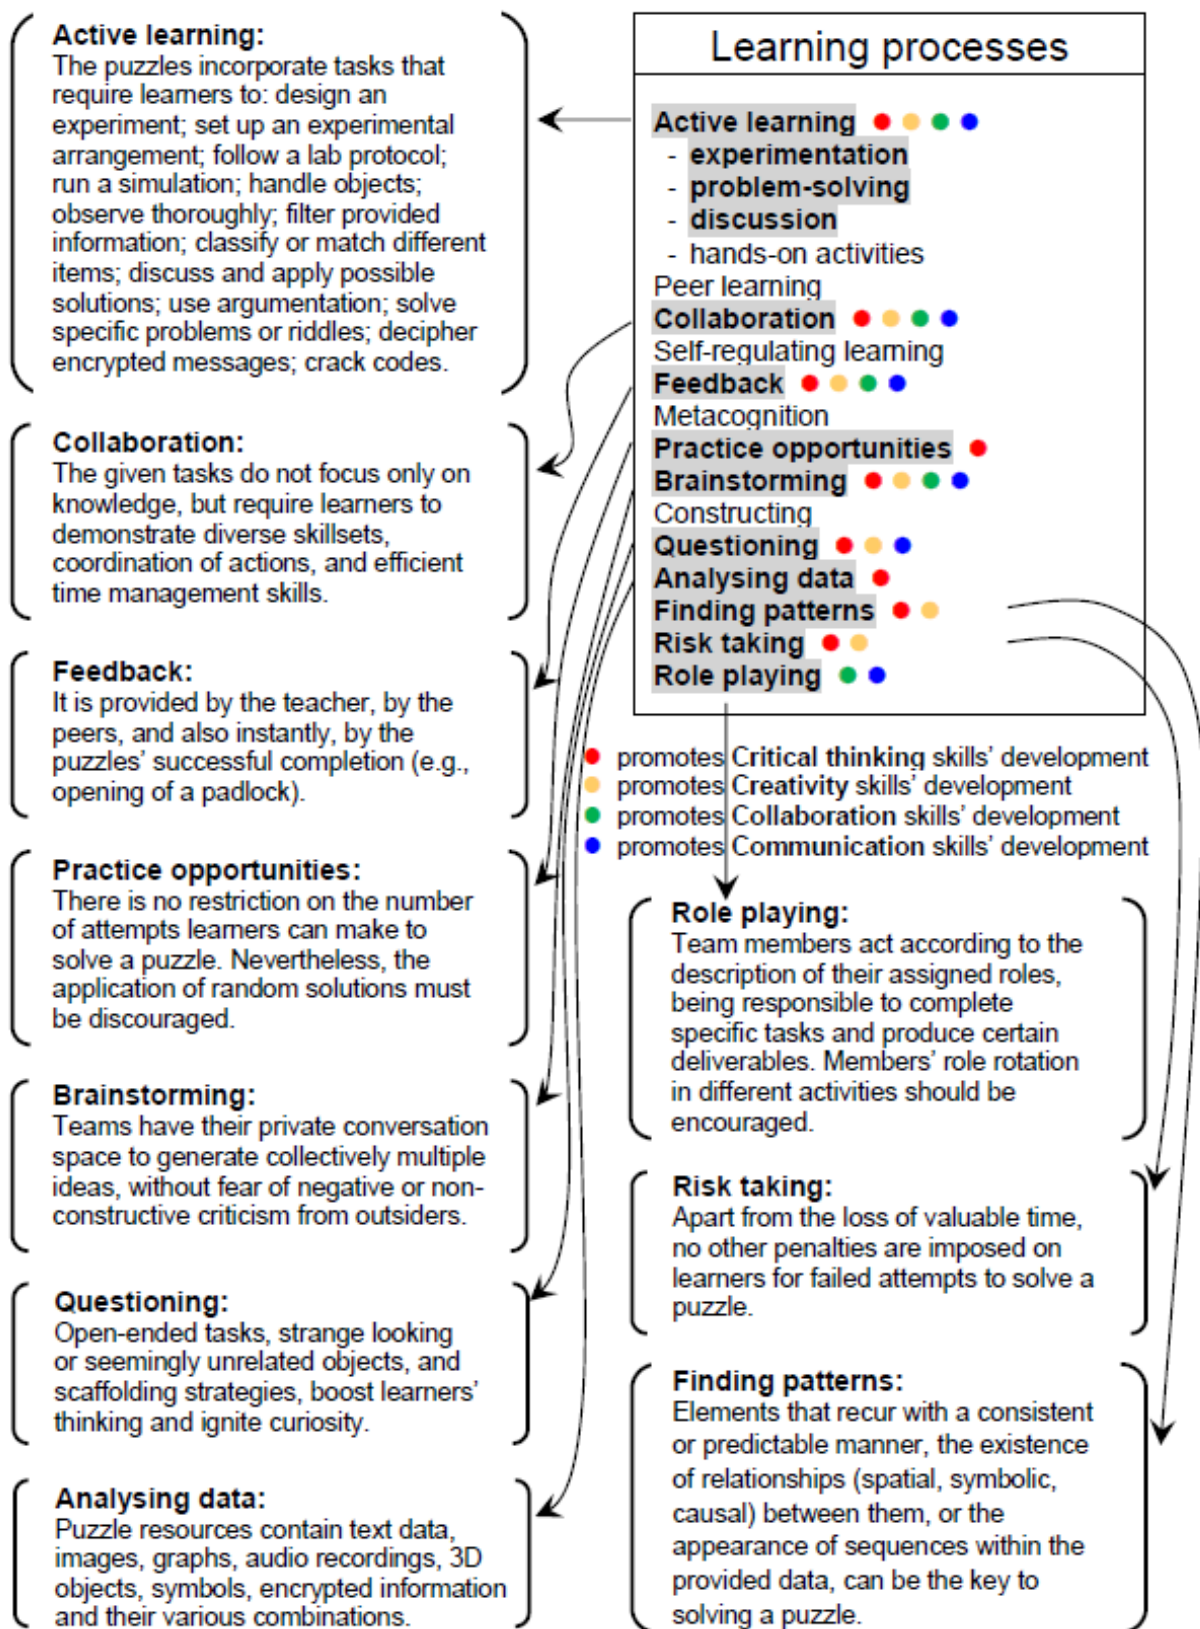 Active learning:
The puzzles incorporate tasks that
require learners to: design an
experiment; set up an experimental
arrangement; follow a lab protocol;
run a simulation; handle objects;
observe thoroughly; filter provided
information; classify or match different
items; discuss and apply possible
solutions; use argumentation; solve
specific problems or riddles; decipher
encrypted messages; crack codes.
Collaboration:
The given tasks do not focus only on
knowledge, but require learners to
demonstrate diverse skillsets,
coordination of actions, and efficient
time management skills.
Feedback:
It is provided by the teacher, by the
peers, and also instantly, by the
puzzles' successful completion (e.g.,
opening of a padlock).
Practice opportunities:
There is no restriction on the number
of attempts learners can make to
solve a puzzle. Nevertheless, the
application of random solutions must
be discouraged.
Brainstorming:
Teams have their private conversation
space to generate collectively multiple
ideas, without fear of negative or non-
constructive criticism from outsiders.
Questioning:
Open-ended tasks, strange looking
or seemingly unrelated objects, and
scaffolding strategies, boost learners'
thinking and ignite curiosity.
Analysing data:
Puzzle resources contain text data,
images, graphs, audio recordings, 3D
objects, symbols, encrypted information
and their various combinations.
Learning processes
Active learning
- experimentation
- problem-solving
- discussion
- hands-on activities
Peer learning
Collaboration
Self-regulating learning
Feedback
Metacognition
Practice opportunities
Brainstorming
Constructing
Questioning
Analysing data
Finding patterns
Risk taking
Role playing
promotes Critical thinking skills' development
promotes Creativity skills' development
promotes Collaboration skills' development
promotes Communication skills' development
Role playing:
Team members act according to the
description of their assigned roles,
being responsible to complete
specific tasks and produce certain
deliverables. Members' role rotation
in different activities should be
encouraged.
Risk taking:
Apart from the loss of valuable time,
no other penalties are imposed on
learners for failed attempts to solve a
puzzle.
Finding patterns:
Elements that recur with a consistent
or predictable manner, the existence
of relationships (spatial, symbolic,
causal) between them, or the
appearance of sequences within the
provided data, can be the key to
solving a puzzle.